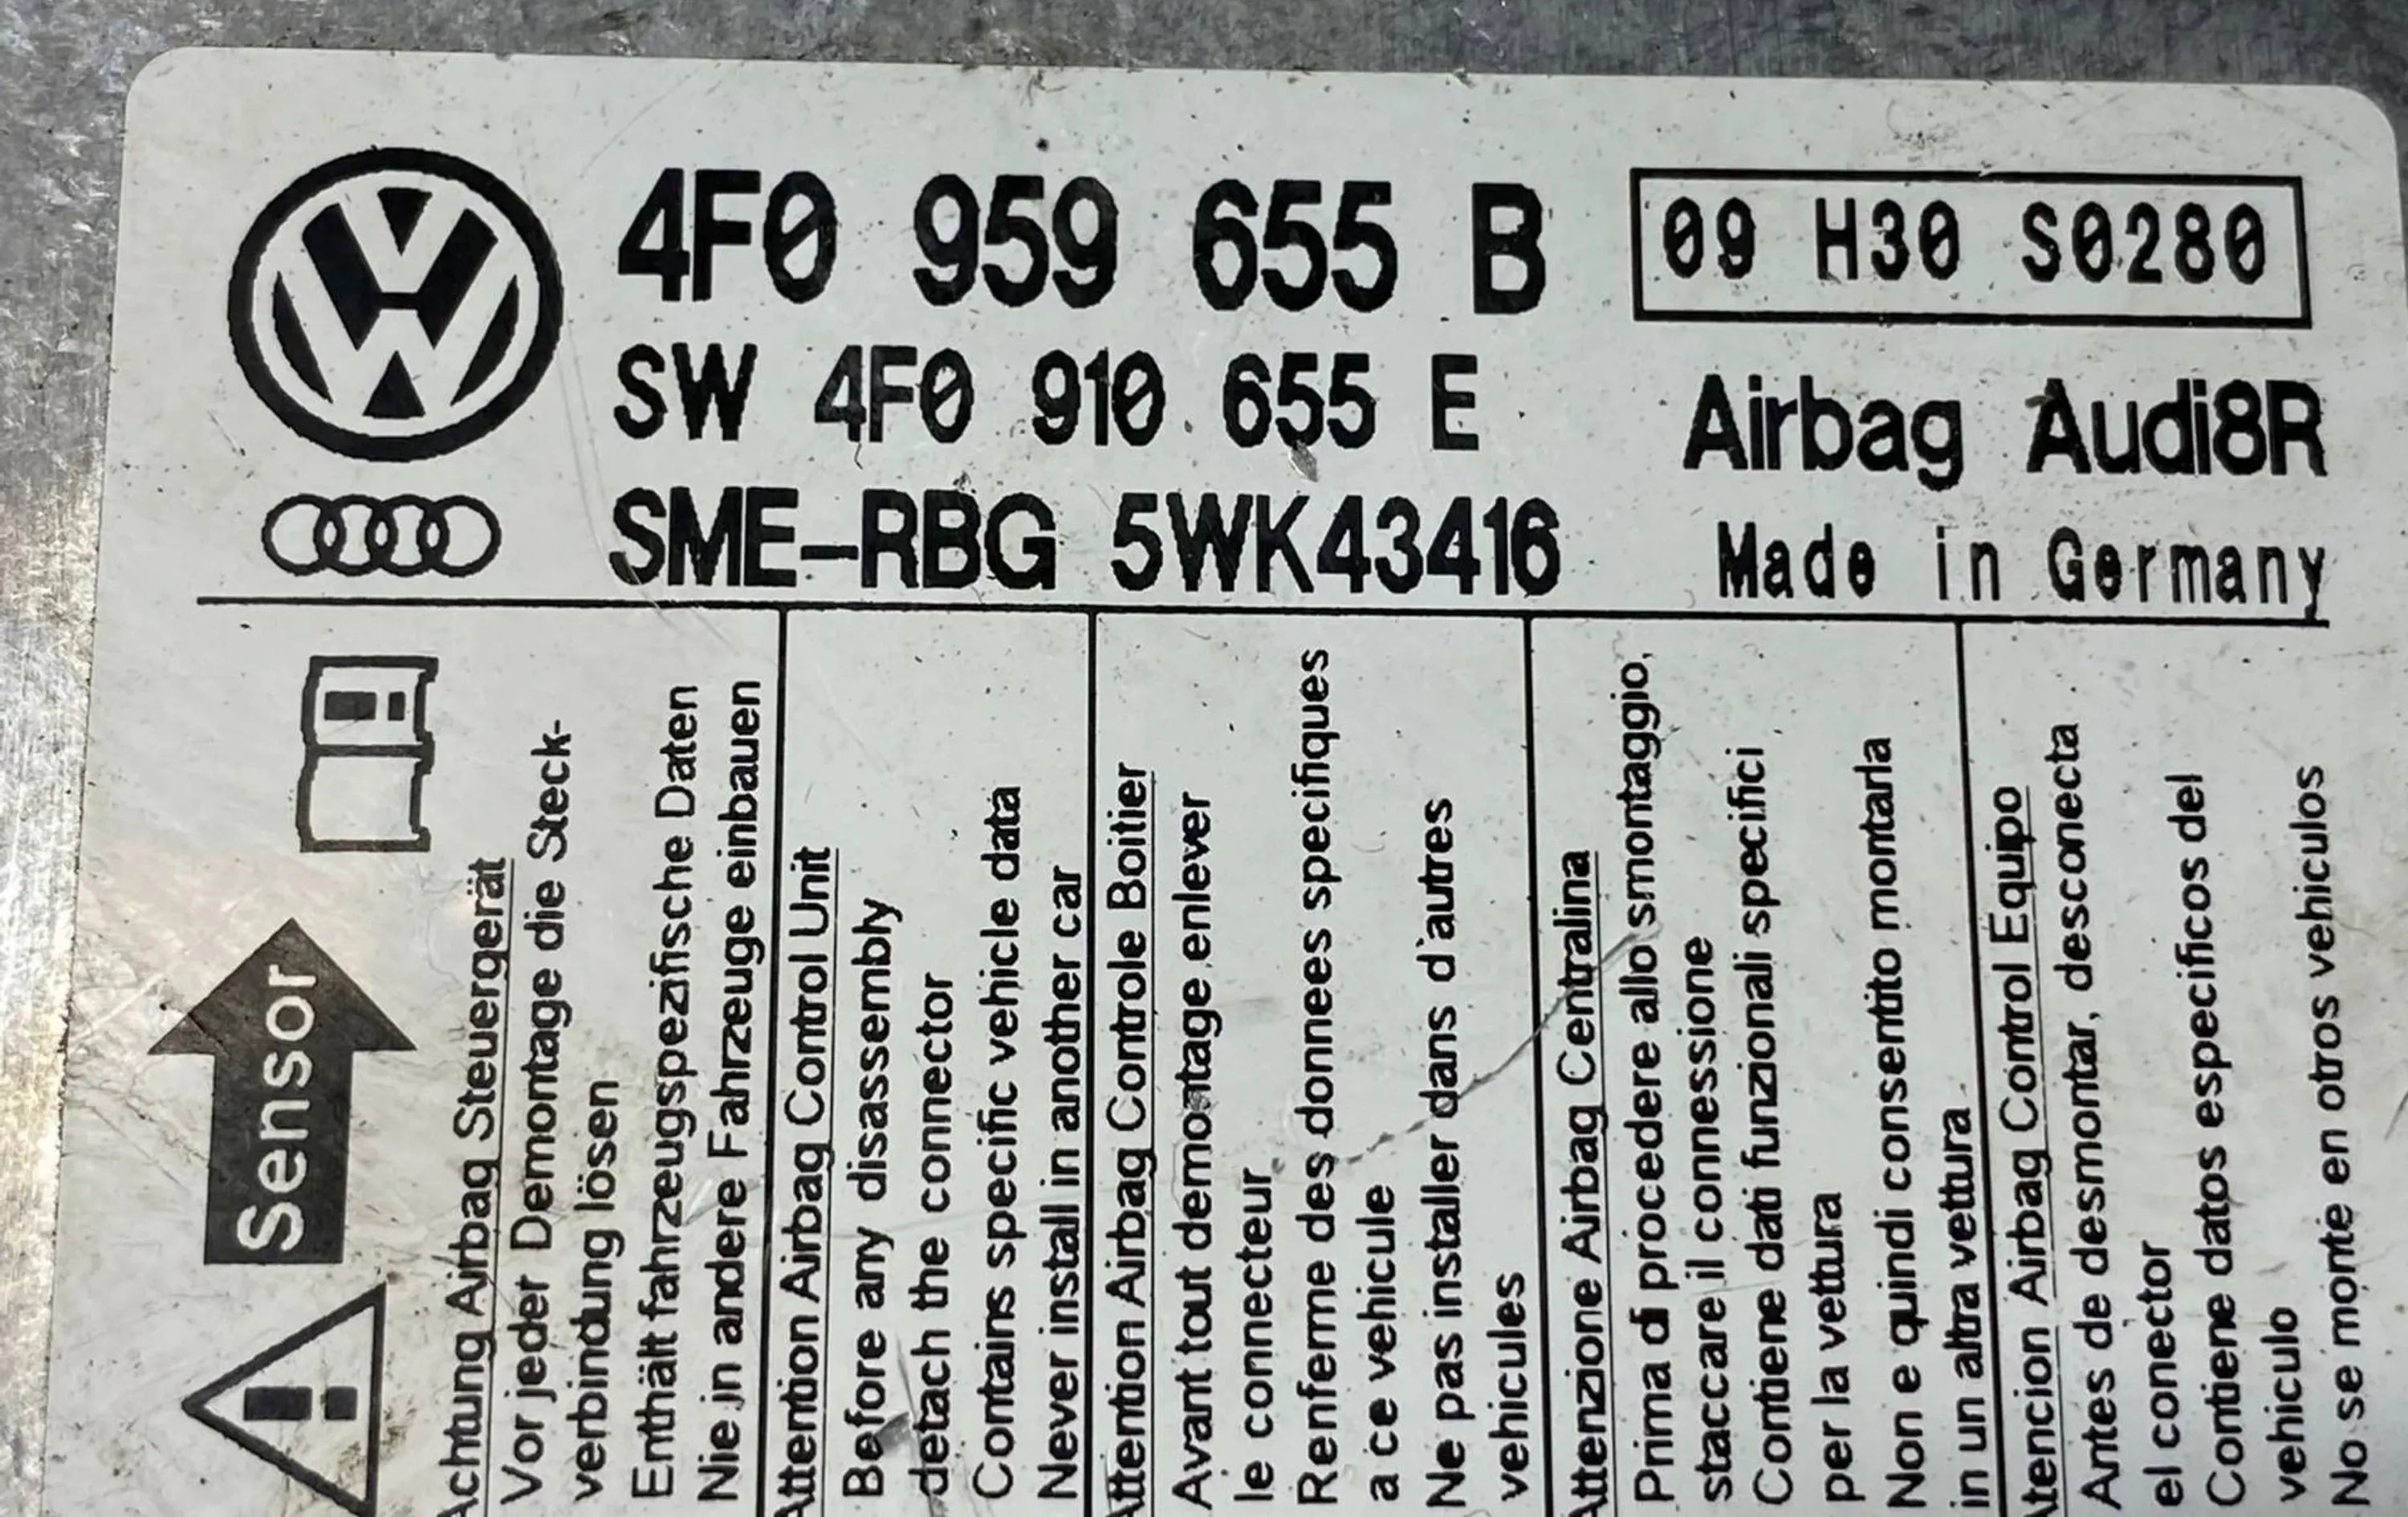 4F0 959 655 B
09 H30 S0280
SW 4F0 910 655 E
Airbag Audi8R
SME-RBG 5WK43416
Made in Germany
Sensor
Achtung Airbag Steuergerät
Vor jeder Demontage die Steck-
verbindung lösen
Enthält fahrzeugspezifische Daten
Nie in andere Fahrzeuge einbauen
Attention Airbag Control Unit
Before any disassembly
detach the connector
Contains specific vehicle data
Never install in another car
Attention Airbag Controle Boitier
Avant tout demontage enlever
le connecteur
Renferme des donnees specifiques
a ce vehicule
Ne pas installer dans d'autres
vehicules
Attenzione Airbag Centralina
Prima di procedere allo smontaggio,
staccare il connessione
Contiene dati funzionali specifici
per la vettura
Non e quindi consentito montarla
in un altra vettura
Atencion Airbag Control Equipo
Antes de desmontar, desconecta
el conector
Contiene datos especificos del
vehiculo
No se monte en otros vehiculos